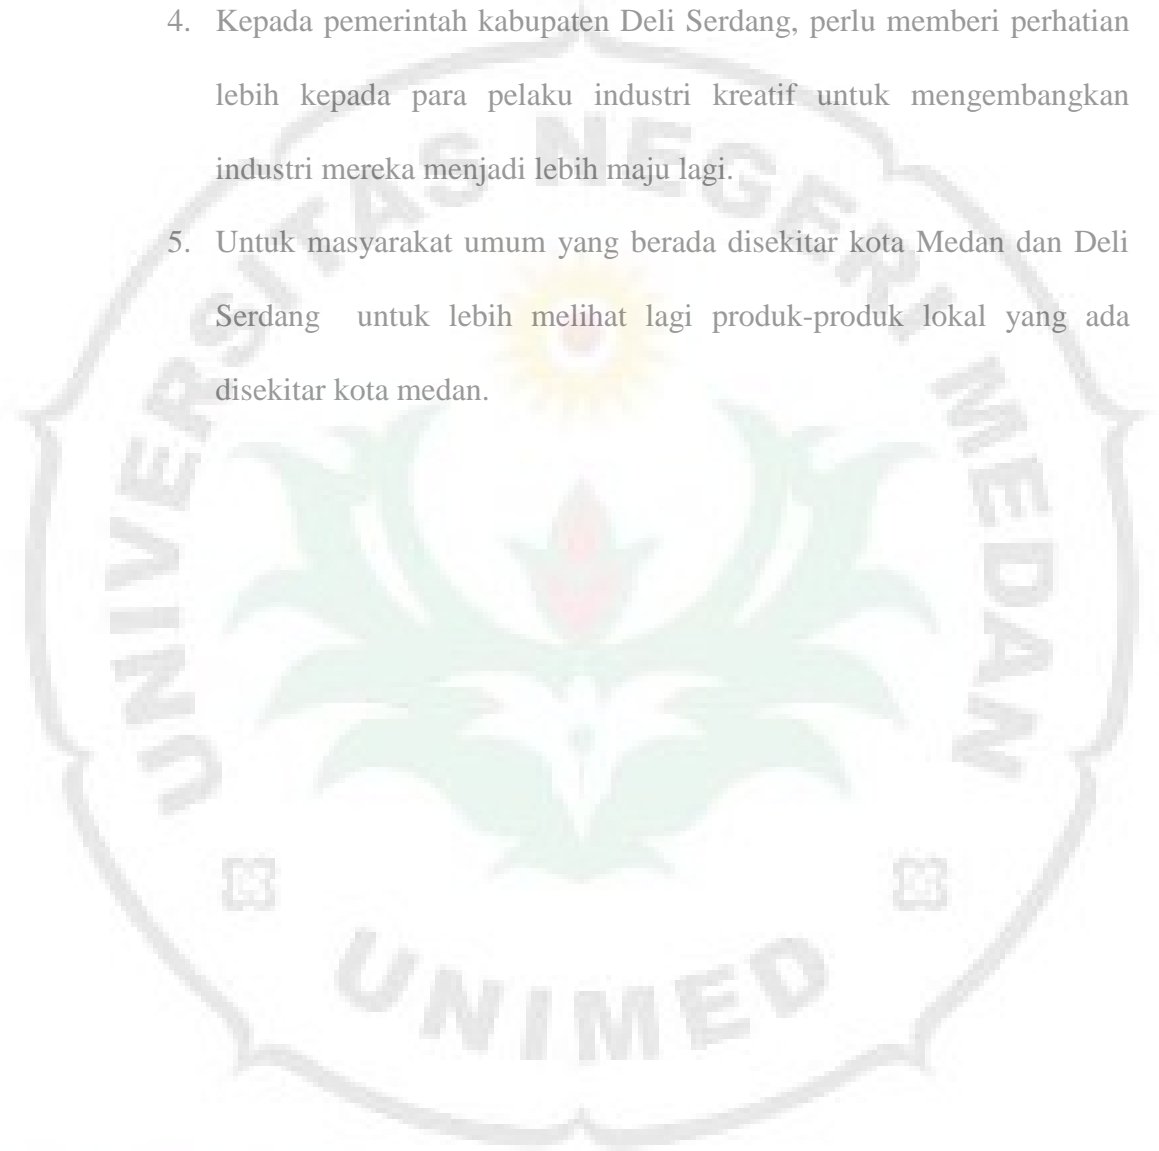 4. Kepada pemerintah kabupaten Deli Serdang, perlu memberi perhatian
lebih kepada para pelaku industri kreatif untuk mengembangkan
industri mereka menjadi lebih maju lagi.
5. Untuk masyarakat umum yang berada disekitar kota Medan dan Deli
Serdang untuk lebih melihat lagi produk-produk lokal yang ada
disekitar kota medan.
UNIVERSITAS NEGERI MEDAN
UNIMED